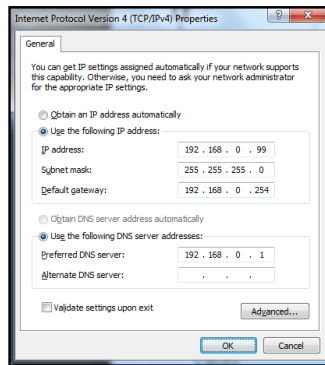 Internet Protocol Version 4 (TCP/IPv4) Properties
General
You can get IP settings assigned automatically if your network supports
this capability. Otherwise, you need to ask your network administrator
for the appropriate IP settings.
Obtain an IP address automatically
Use the following IP address:
IP address: 192 . 168 . 0 . 99
Subnet mask: 255 . 255 . 255 . 0
Default gateway: 192 . 168 . 0 . 254
Obtain DNS server address automatically
Use the following DNS server addresses:
Preferred DNS server: 192 . 168 . 0 . 1
Alternate DNS server: . . .
Validate settings upon exit
Advanced...
OK Cancel